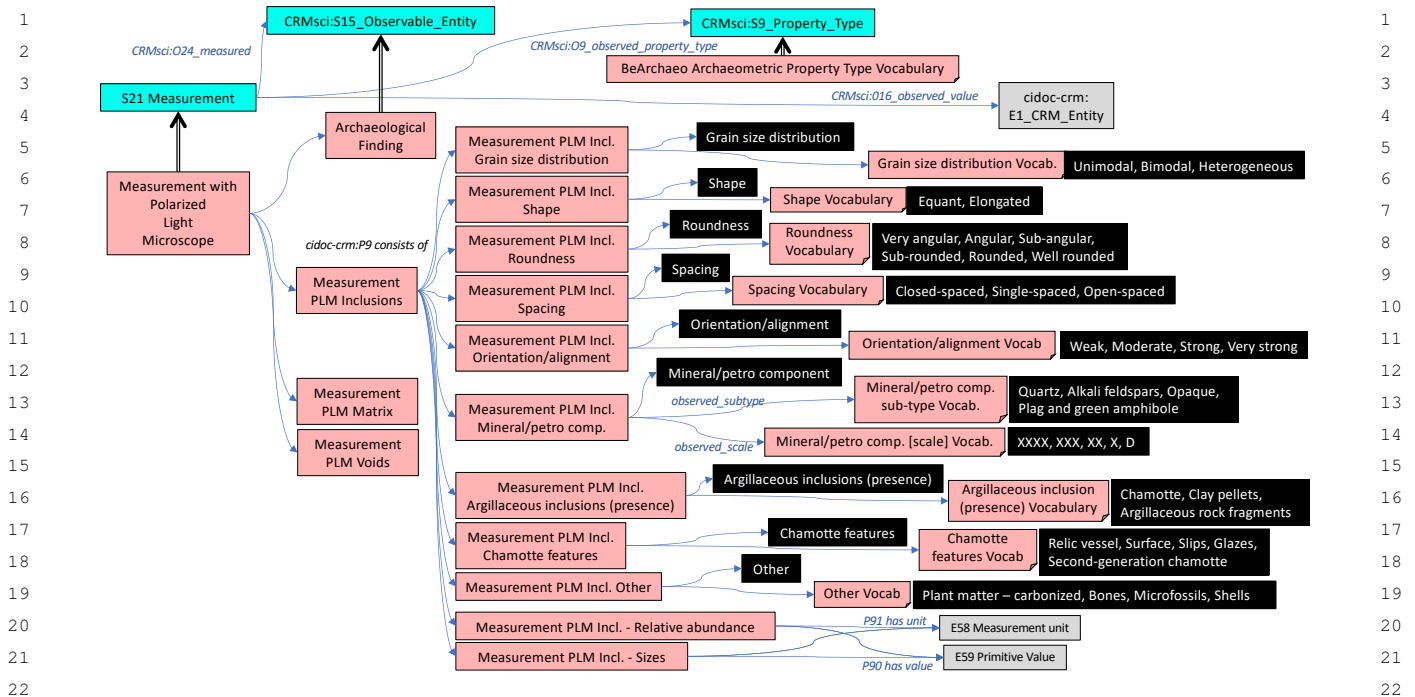 1
2
3
4
5
6
7
8
9
10
11
12
13
14
15
16
17
18
19
20
21
22
CRMsci:S15_Observable_Entity
CRMsci:S9_Property_Type
CRMsci:O24_measured
CRMsci:O9_observed_property_type
BeArchaeo Archaeometric Property Type Vocabulary
S21 Measurement
CRMsci:016_observed_value
cidoc-crm:
E1_CRM_Entity
Archaeological
Finding
Measurement with
Polarized
Light
Microscope
cidoc-crm:P9 consists of
Measurement
PLM Inclusions
Measurement
PLM Matrix
Measurement
PLM Voids
Measurement PLM Incl.
Grain size distribution
Grain size distribution
Grain size distribution Vocab.
Unimodal, Bimodal, Heterogeneous
Measurement PLM Incl.
Shape
Shape
Shape Vocabulary
Equant, Elongated
Measurement PLM Incl.
Roundness
Roundness
Roundness
Vocabulary
Very angular, Angular, Sub-angular,
Sub-rounded, Rounded, Well rounded
Measurement PLM Incl.
Spacing
Spacing
Spacing Vocabulary
Closed-spaced, Single-spaced, Open-spaced
Measurement PLM Incl.
Orientation/alignment
Orientation/alignment
Orientation/alignment Vocab
Weak, Moderate, Strong, Very strong
Measurement PLM Incl.
Mineral/petro comp.
Mineral/petro component
observed_subtype
Mineral/petro comp.
sub-type Vocab.
Quartz, Alkali feldspars, Opaque,
Plag and green amphibole
observed_scale
Mineral/petro comp. [scale] Vocab.
XXXX, XXX, XX, X, D
Measurement PLM Incl.
Argillaceous inclusions (presence)
Argillaceous inclusions (presence)
Argillaceous inclusion
(presence) Vocabulary
Chamotte, Clay pellets,
Argillaceous rock fragments
Measurement PLM Incl.
Chamotte features
Chamotte features
Chamotte
features Vocab
Relic vessel, Surface, Slips, Glazes,
Second-generation chamotte
Measurement PLM Incl. Other
Other
Other Vocab
Plant matter – carbonized, Bones, Microfossils, Shells
Measurement PLM Incl. - Relative abundance
P91 has unit
E58 Measurement unit
Measurement PLM Incl. - Sizes
P90 has value
E59 Primitive Value
1
2
3
4
5
6
7
8
9
10
11
12
13
14
15
16
17
18
19
20
21
22